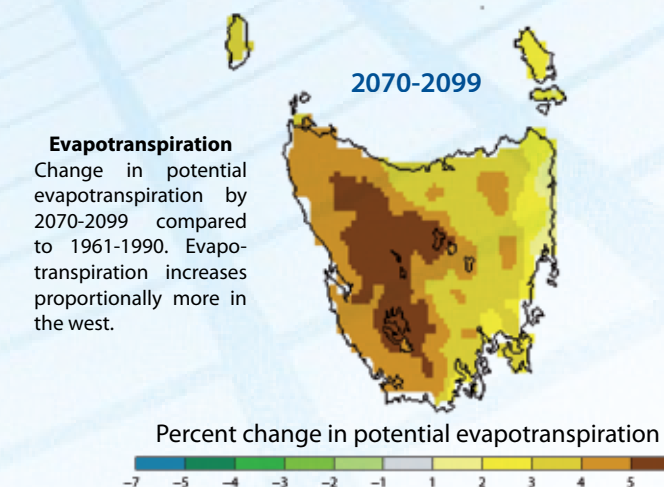 2070-2099
Evapotranspiration
Change in potential
evapotranspiration by
2070-2099 compared
to 1961-1990. Evapo-
transpiration increases
proportionally more in
the west.
Percent change in potential evapotranspiration
−7 −5 −4 −3 −2 −1 1 2 3 4 5